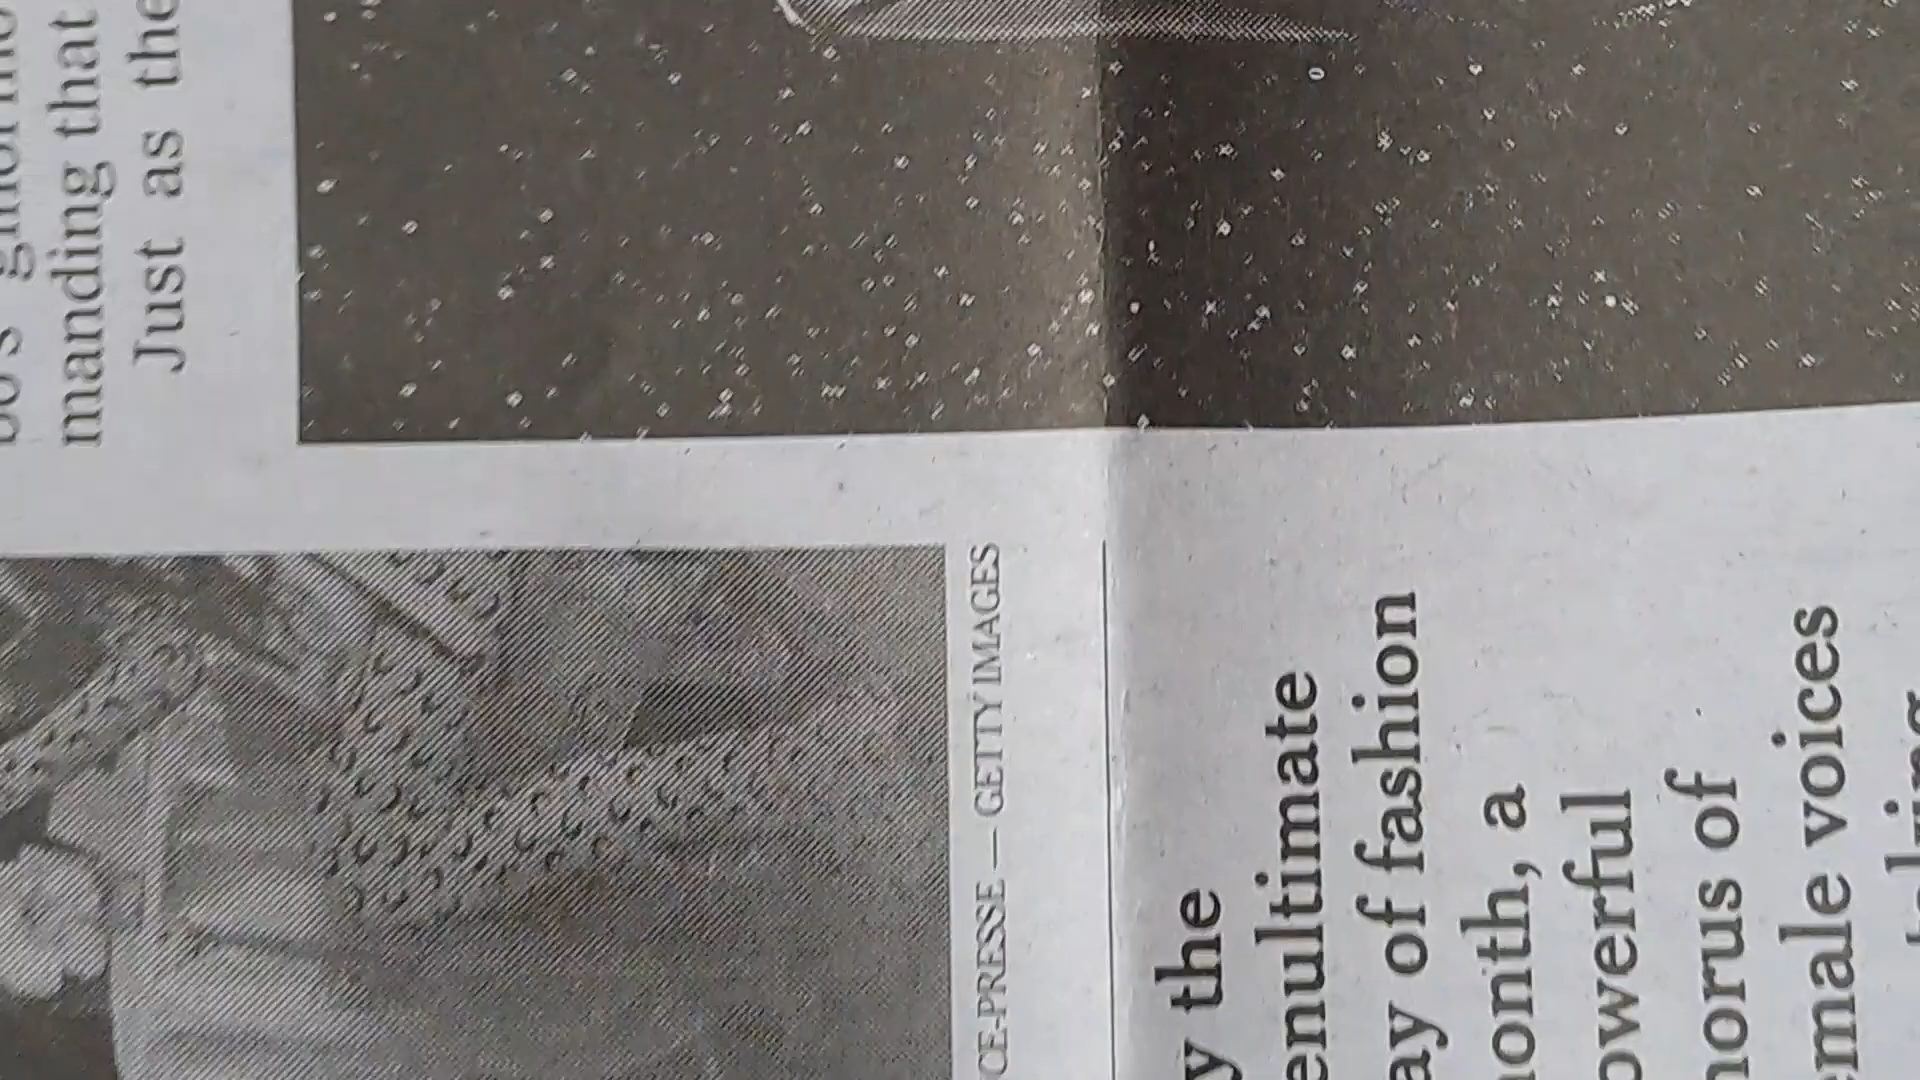 manding that
Just as the
CE-PRESSE — GETTY IMAGES
y the
enultimate
ay of fashion
onth, a
owerful
horus of
male voices